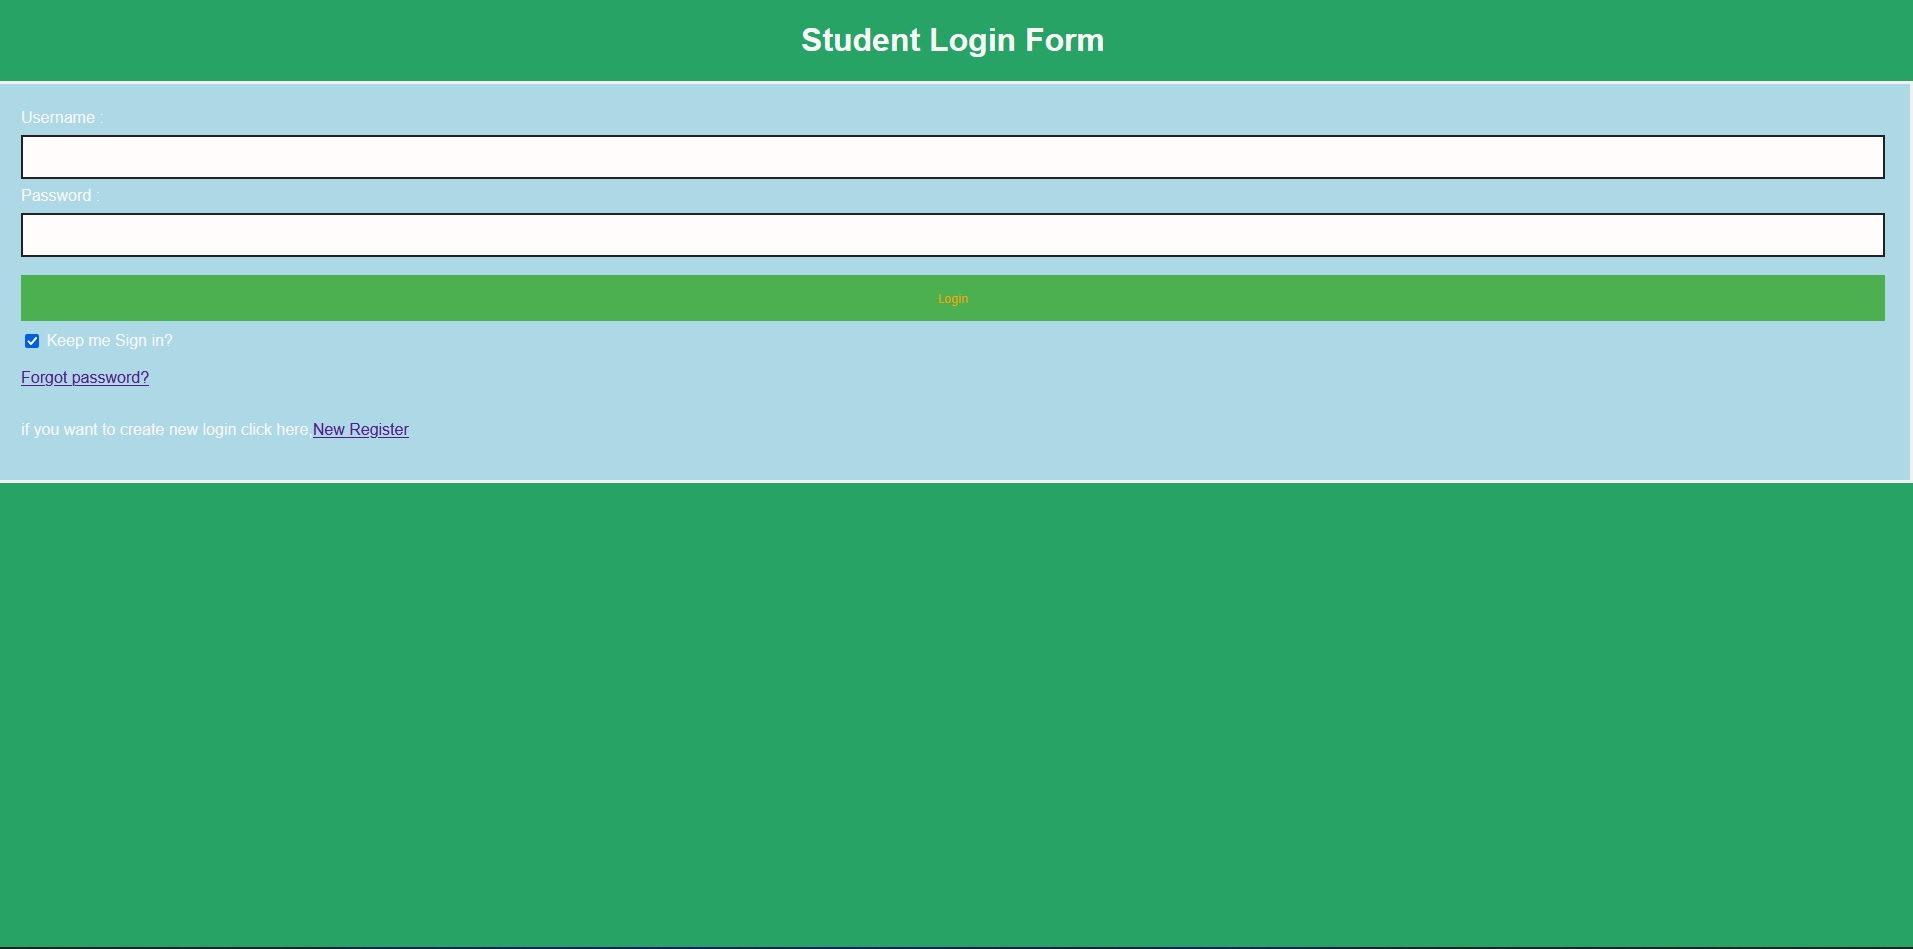 Student Login Form
Username :
Password :
Login
Keep me Sign in?
Forgot password?
if you want to create new login click here,New Register